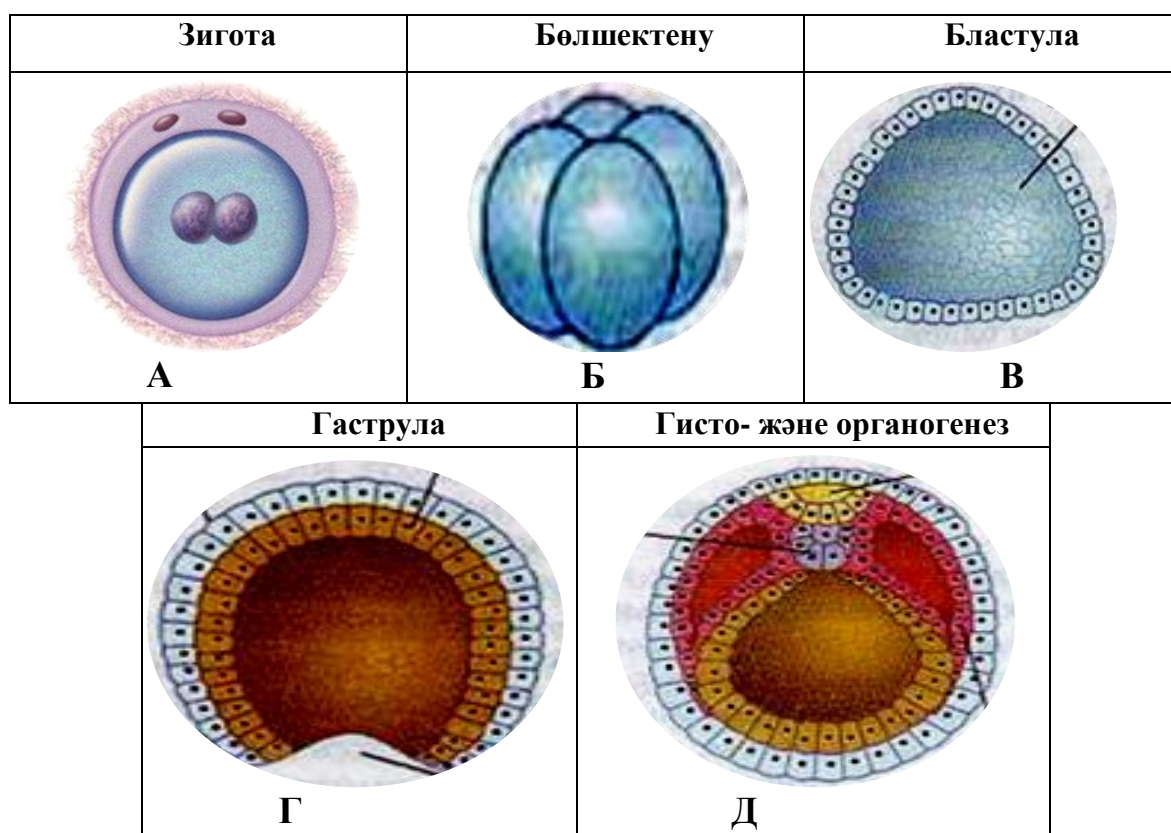 Зигота Бөлшектену Бластула
А Б В
Гаструла Гисто- және органогенез
Г Д